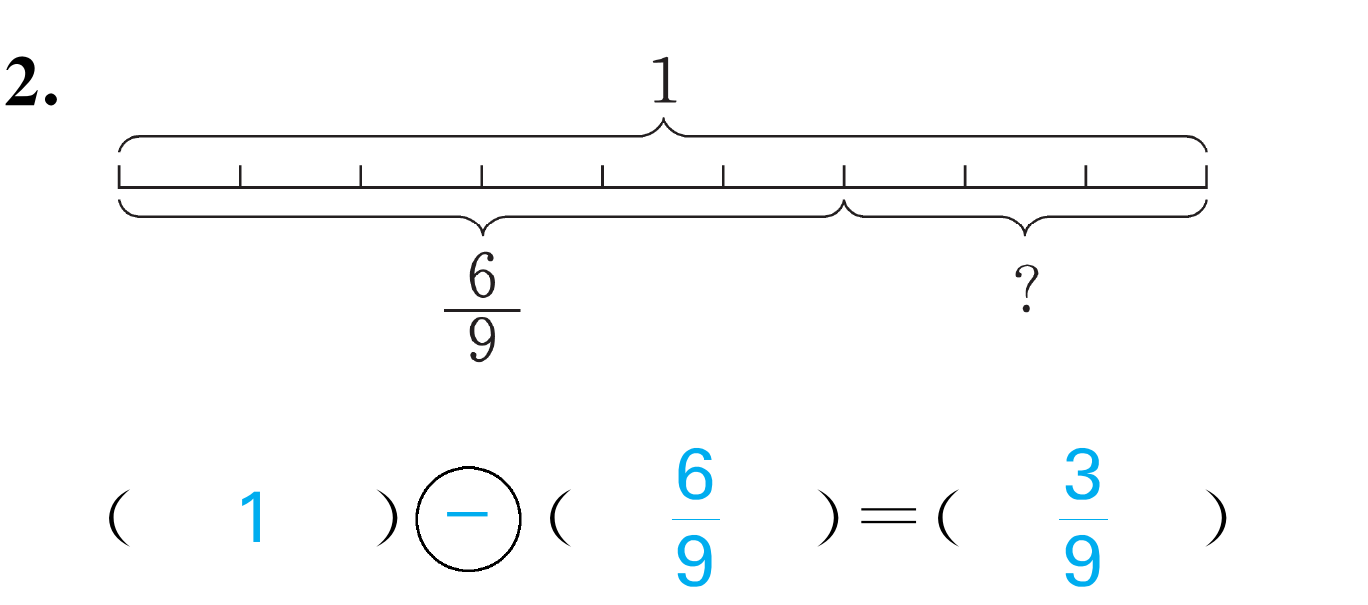 2.
1
6/9
?
( 1 ) − ( 6/9 ) = ( 3/9 )